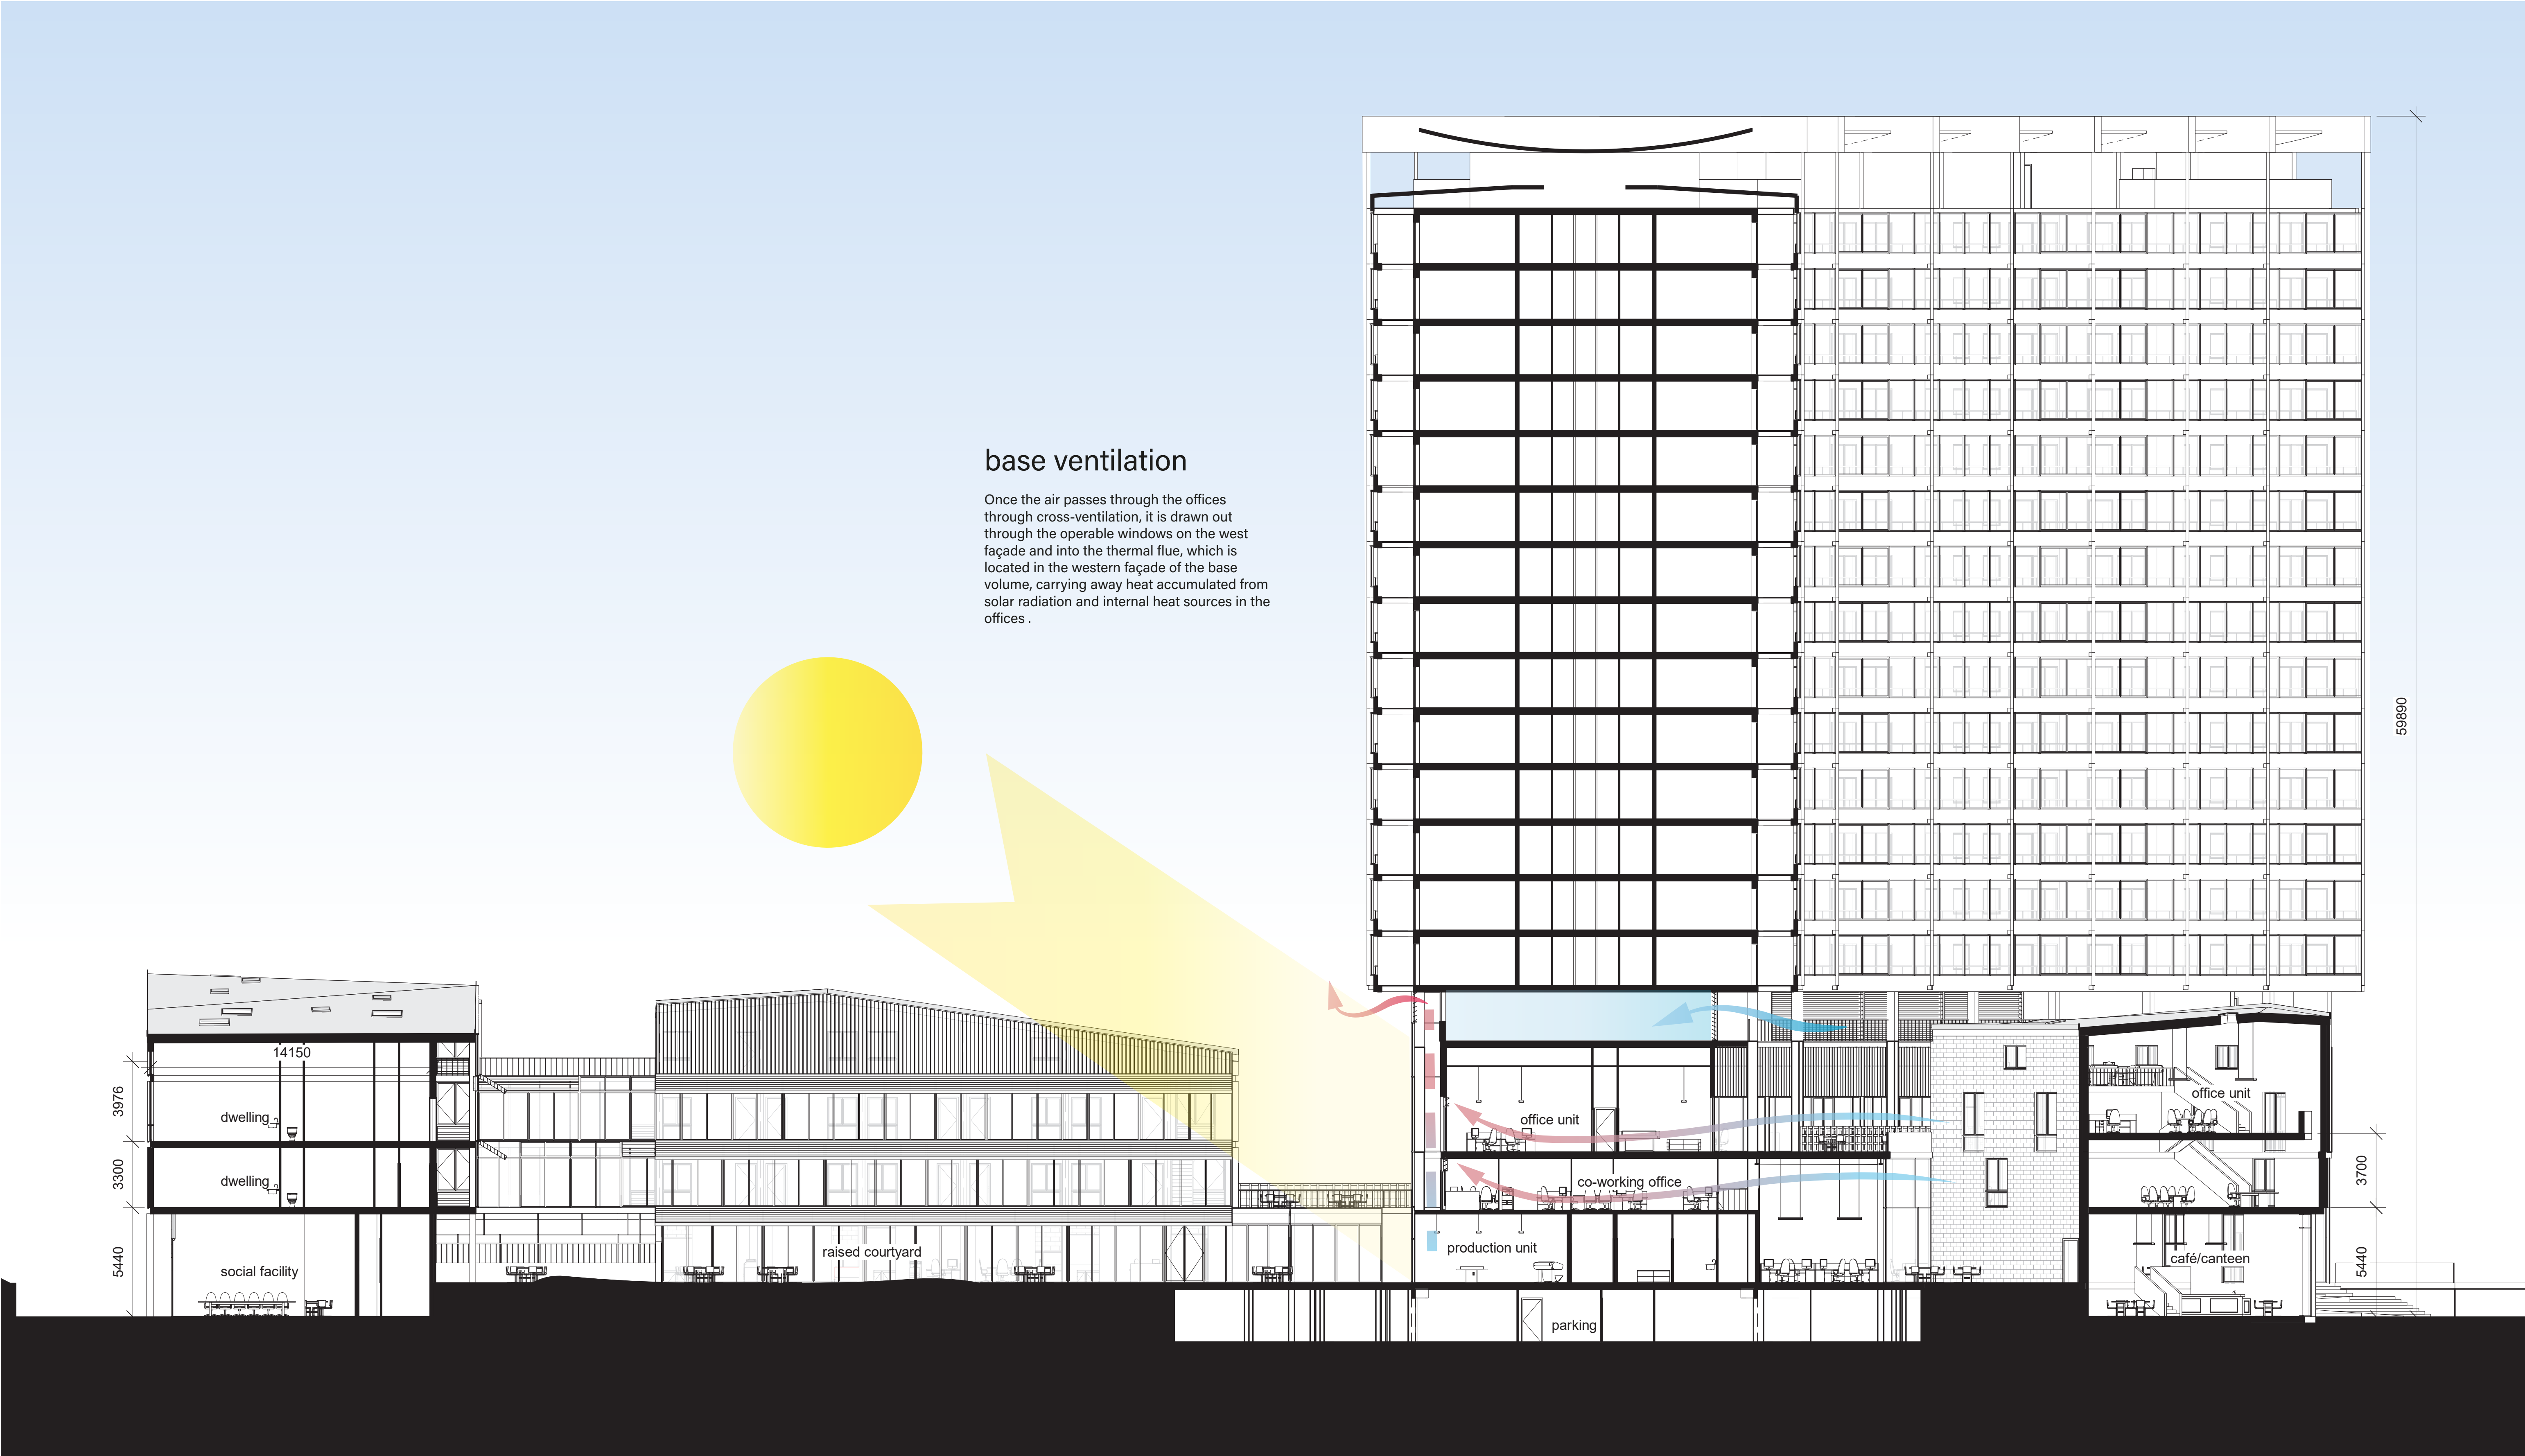 base ventilation
Once the air passes through the offices
through cross-ventilation, it is drawn out
through the operable windows on the west
façade and into the thermal flue, which is
located in the western façade of the base
volume, carrying away heat accumulated from
solar radiation and internal heat sources in the
offices .
59890
14150
3976
dwelling
3300
dwelling
5440
social facility
raised courtyard
office unit
co-working office
production unit
parking
office unit
3700
café/canteen
5440